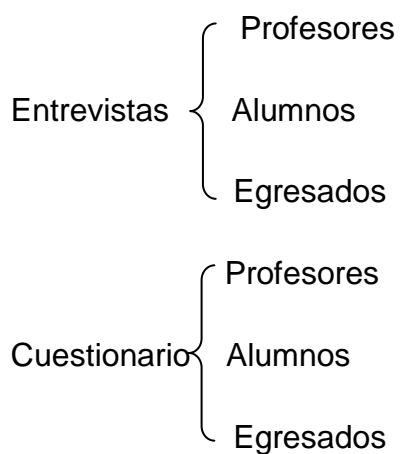 Profesores
Entrevistas Alumnos
Egresados
Profesores
Cuestionario Alumnos
Egresados